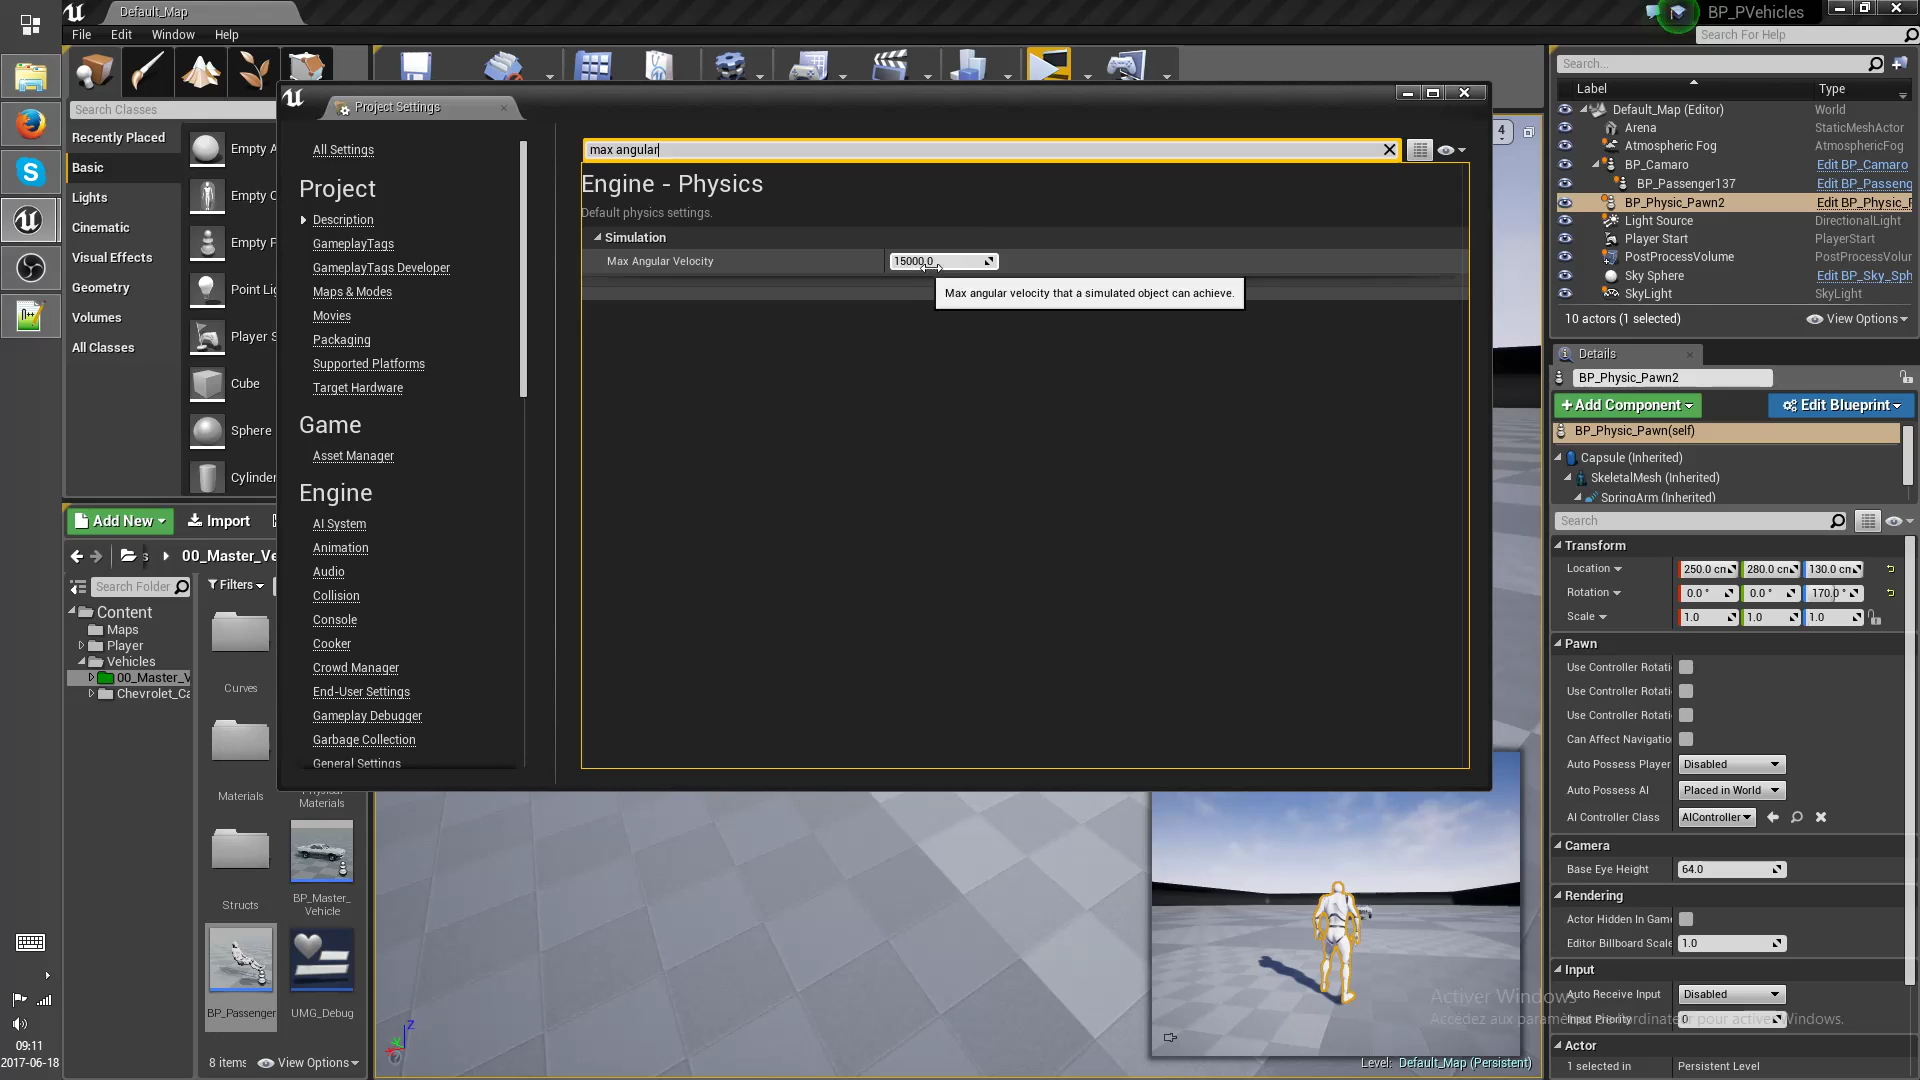 Default_Map
BP_PVehicles
File Edit Window Help
Search For Help
Search Classes
Recently Placed
Basic
Lights
Cinematic
Visual Effects
Geometry
Volumes
All Classes
Empty A
Empty C
Empty P
Point Lig
Player S
Cube
Sphere
Cylinder
Project Settings
All Settings
Project
Description
GameplayTags
GameplayTags Developer
Maps & Modes
Movies
Packaging
Supported Platforms
Target Hardware
Game
Asset Manager
Engine
AI System
Animation
Audio
Collision
Console
Cooker
Crowd Manager
End-User Settings
Gameplay Debugger
Garbage Collection
General Settings
max angular
Engine - Physics
Default physics settings.
Simulation
Max Angular Velocity 15000.0
Max angular velocity that a simulated object can achieve.
4
Search...
Label Type
Default_Map (Editor) World
Arena StaticMeshActor
Atmospheric Fog AtmosphericFog
BP_Camaro Edit BP_Camaro
BP_Passenger137 Edit BP_Passeng
BP_Physic_Pawn2 Edit BP_Physic_P
Light Source DirectionalLight
Player Start PlayerStart
PostProcessVolume PostProcessVolur
Sky Sphere Edit BP_Sky_Sph
SkyLight SkyLight
10 actors (1 selected) View Options
Details
BP_Physic_Pawn2
Add Component Edit Blueprint
BP_Physic_Pawn(self)
Capsule (Inherited)
SkeletalMesh (Inherited)
SpringArm (Inherited)
Search
Transform
Location 250.0 cm 280.0 cm 130.0 cm
Rotation 0.0 ° 0.0 ° 170.0 °
Scale 1.0 1.0 1.0
Pawn
Use Controller Rotati
Use Controller Rotati
Use Controller Rotati
Can Affect Navigatio
Auto Possess Player Disabled
Auto Possess AI Placed in World
AI Controller Class AIController
Camera
Base Eye Height 64.0
Rendering
Actor Hidden In Game
Editor Billboard Scale 1.0
Input
Auto Receive Input Disabled
Input Priority 0
Actor
1 selected in Persistent Level
Activer Windows
Accédez aux paramètres de l'ordinateur pour activer Windows.
Add New Import
00_Master_Ve
Search Folder
Filters
Content
Maps
Player
Vehicles
00_Master_V
Chevrolet_Ca
Curves
Materials
Physical Materials
Structs
BP_Master_
Vehicle
BP_Passenger
UMG_Debug
8 items View Options
Z
Level: Default_Map (Persistent)
09:11
2017-06-18